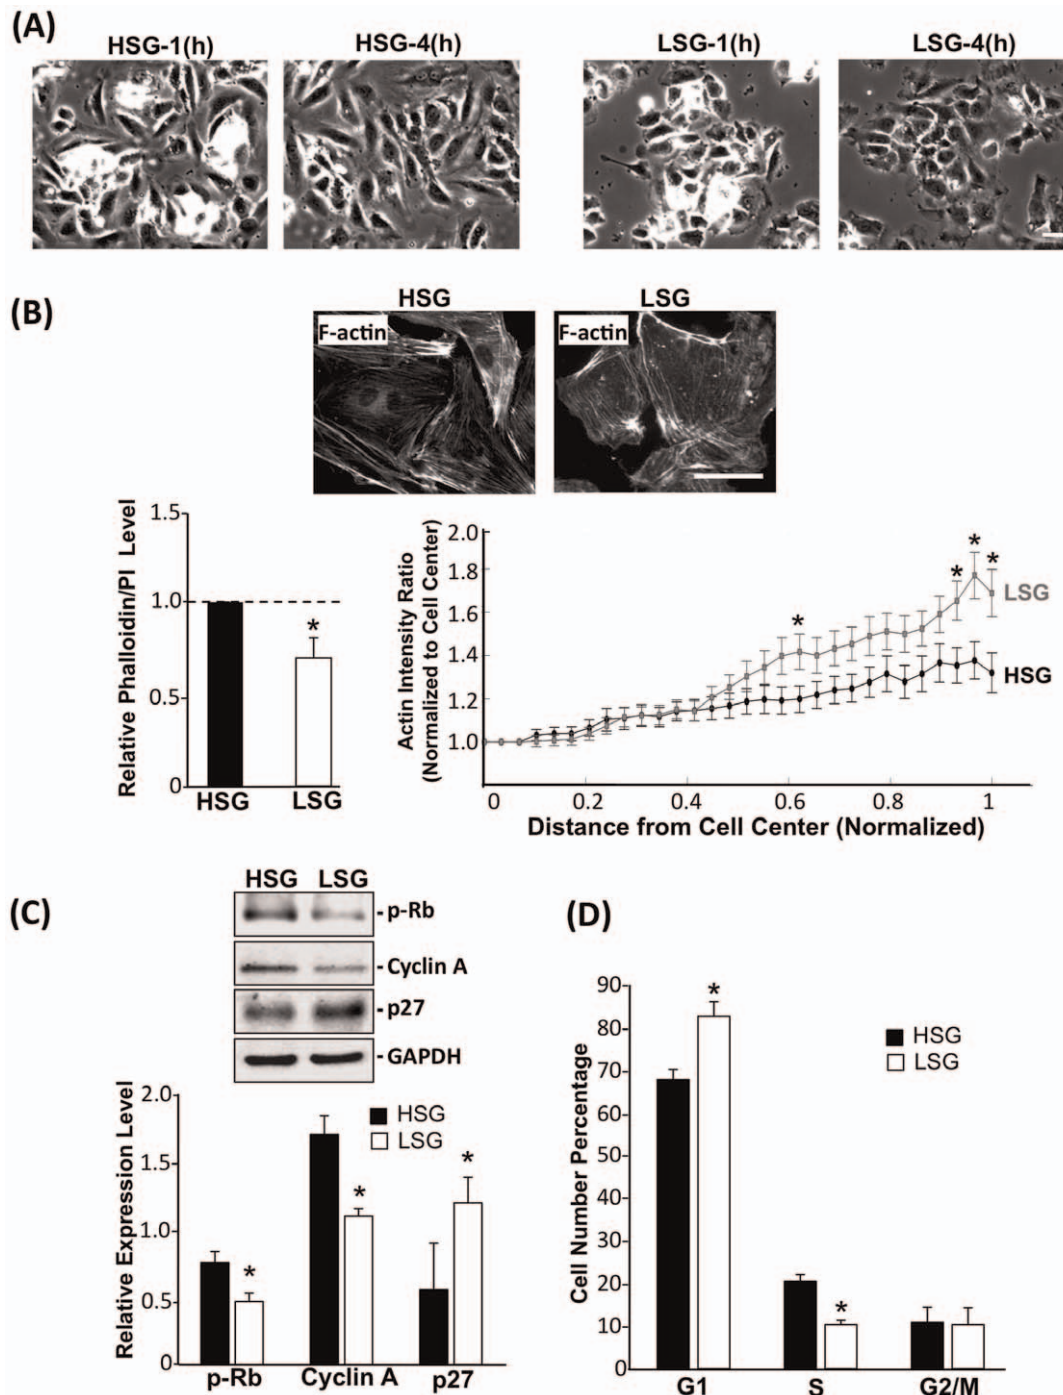 (A)
HSG-1(h) HSG-4(h) LSG-1(h) LSG-4(h)
(B)
HSG LSG
F-actin F-actin
Relative Phalloidin/PI Level
1.5
1.0
0.5
0
*
HSG LSG
Actin Intensity Ratio
(Normalized to Cell Center)
2.0
1.8
1.6
1.4
1.2
1.0
* * * *
LSG
HSG
0 0.2 0.4 0.6 0.8 1
Distance from Cell Center (Normalized)
(C)
HSG LSG
- p-Rb
- Cyclin A
- p27
- GAPDH
Relative Expression Level
2.0
1.5
1.0
0.5
0
HSG
LSG
* * *
p-Rb Cyclin A p27
(D)
Cell Number Percentage
90
80
70
60
50
40
30
20
10
0
HSG
LSG
* *
G1 S G2/M